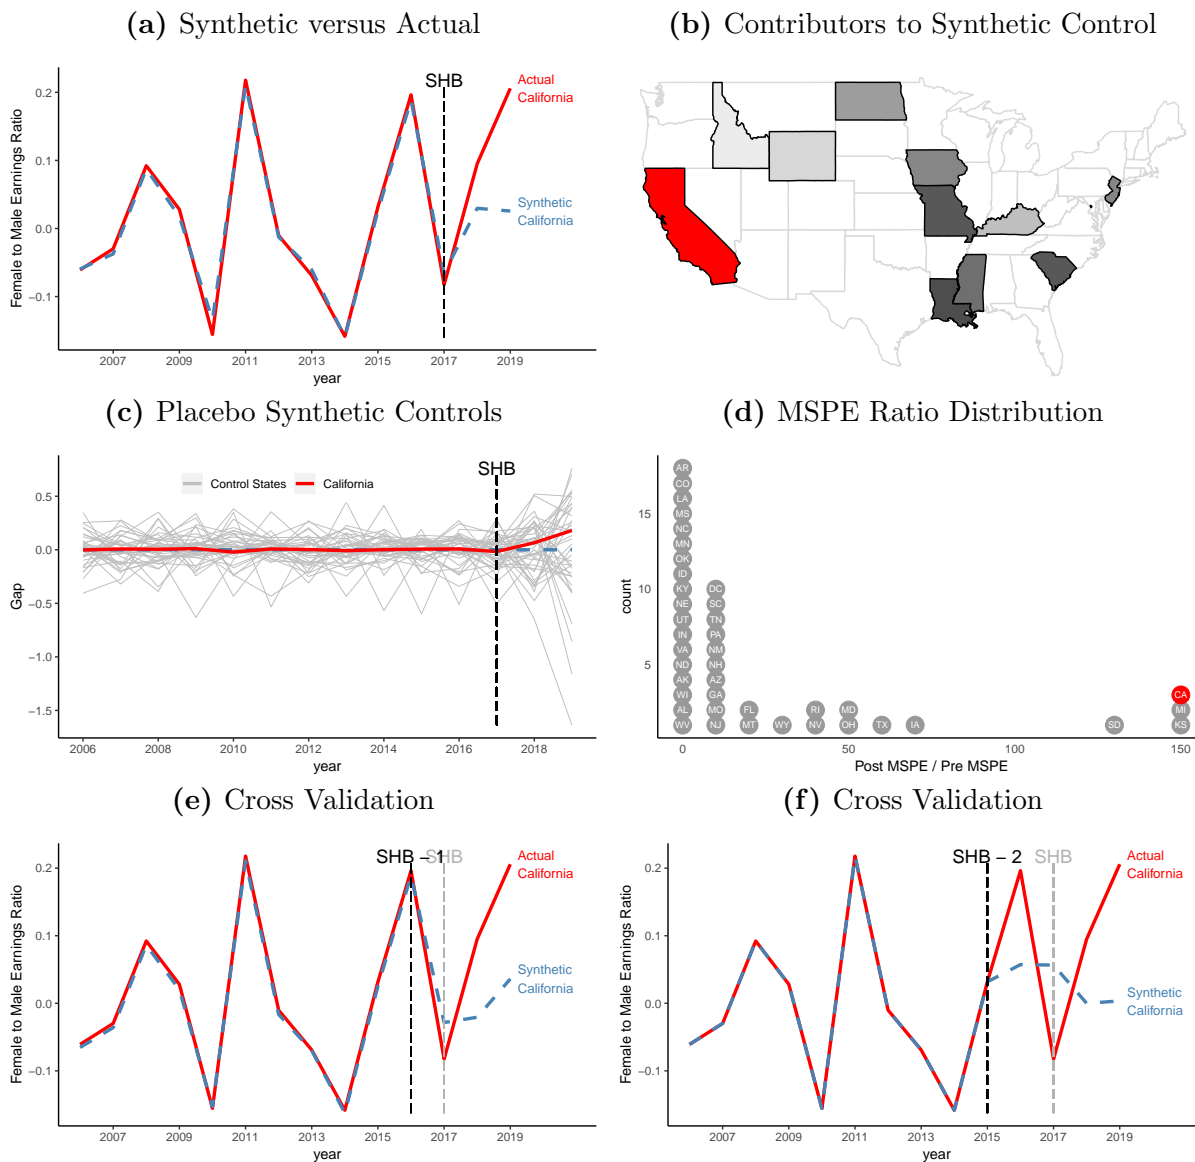 (a) Synthetic versus Actual
SHB
Actual
California
Synthetic
California
Female to Male Earnings Ratio
0.2
0.1
0.0
−0.1
2007 2009 2011 2013 2015 2017 2019
year
(b) Contributors to Synthetic Control
(c) Placebo Synthetic Controls
SHB
Control States California
Gap
0.5
0.0
−0.5
−1.0
−1.5
2006 2008 2010 2012 2014 2016 2018
year
(d) MSPE Ratio Distribution
count
15
10
5
AR
CO
LA
MS
NC
MN
OK
ID
KY DC
NE SC
UT TN
IN PA
VA NM
ND NH
AK AZ
WI GA CA
AL MO FL RI MD MI
WV NJ MT WY NV OH TX IA SD KS
0 50 100 150
Post MSPE / Pre MSPE
(e) Cross Validation
SHB − 1 SHB
Actual
California
Synthetic
California
Female to Male Earnings Ratio
0.2
0.1
0.0
−0.1
2007 2009 2011 2013 2015 2017 2019
year
(f) Cross Validation
SHB − 2 SHB
Actual
California
Synthetic
California
Female to Male Earnings Ratio
0.2
0.1
0.0
−0.1
2007 2009 2011 2013 2015 2017 2019
year